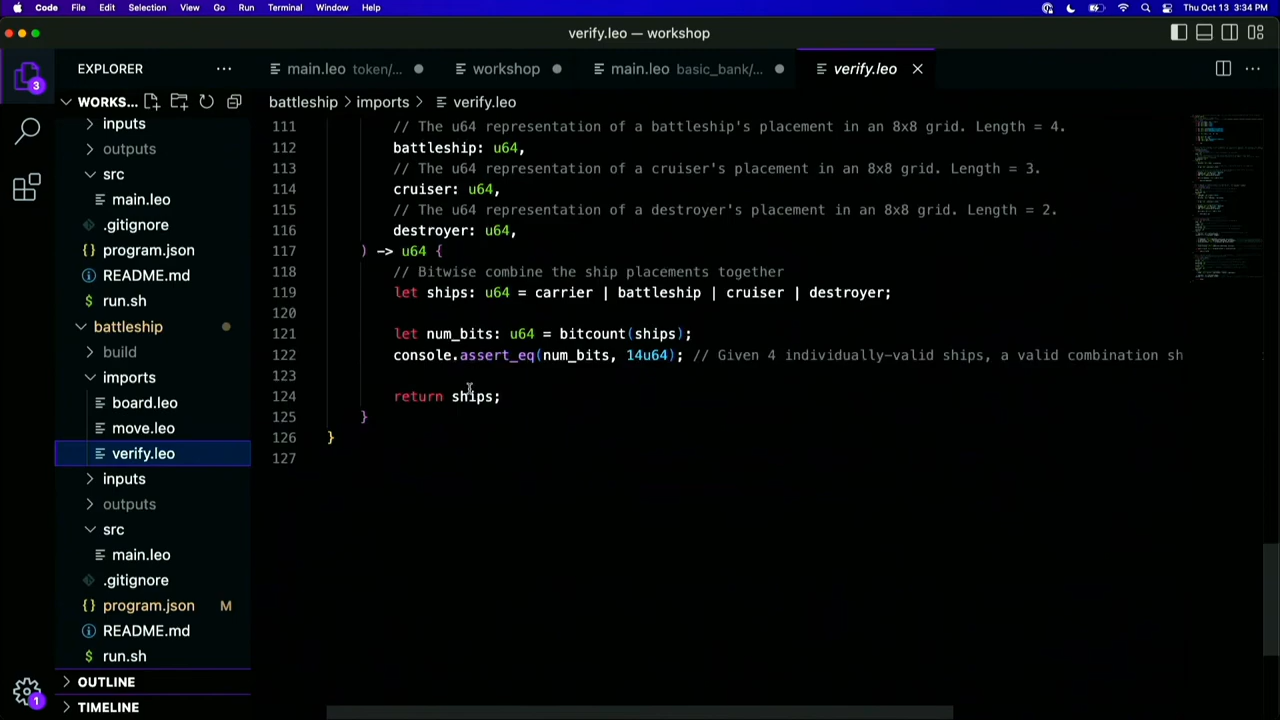 Code File Edit Selection View Go Run Terminal Window Help Thu Oct 13 3:34 PM
verify.leo — workshop
EXPLORER
main.leo token/...
workshop
main.leo basic_bank/...
verify.leo
3
WORKS...
battleship > imports > verify.leo
inputs
outputs
src
main.leo
.gitignore
program.json
README.md
run.sh
battleship
build
imports
board.leo
move.leo
verify.leo
inputs
outputs
src
main.leo
.gitignore
program.json M
README.md
run.sh
OUTLINE
TIMELINE
1
111 // The u64 representation of a battleship's placement in an 8x8 grid. Length = 4.
112 battleship: u64,
113 // The u64 representation of a cruiser's placement in an 8x8 grid. Length = 3.
114 cruiser: u64,
115 // The u64 representation of a destroyer's placement in an 8x8 grid. Length = 2.
116 destroyer: u64,
117 ) -> u64 {
118 // Bitwise combine the ship placements together
119 let ships: u64 = carrier | battleship | cruiser | destroyer;
120
121 let num_bits: u64 = bitcount(ships);
122 console.assert_eq(num_bits, 14u64); // Given 4 individually-valid ships, a valid combination sh
123
124 return ships;
125 }
126 }
127